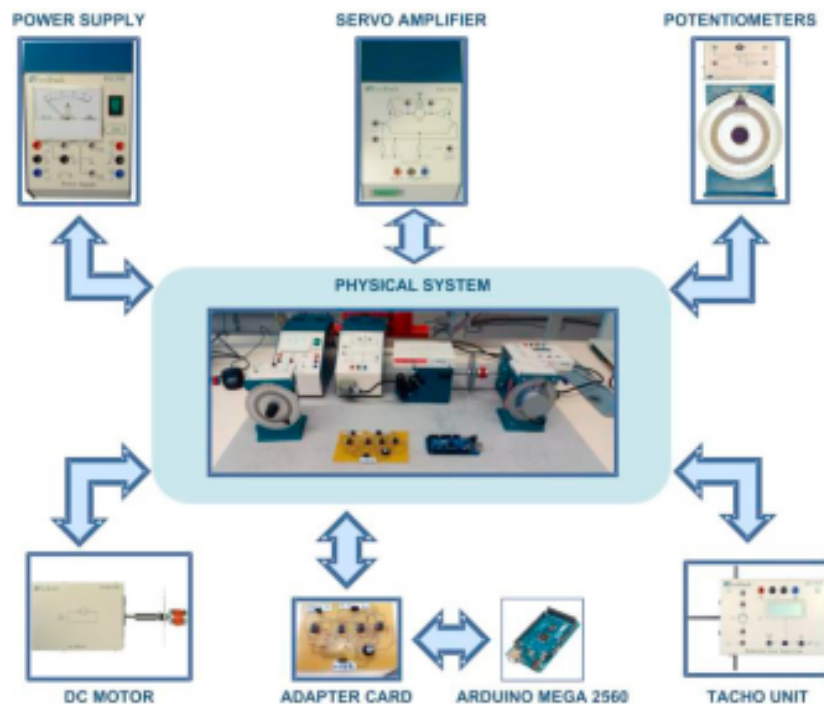 POWER SUPPLY
SERVO AMPLIFIER
POTENTIOMETERS
PHYSICAL SYSTEM
DC MOTOR
ADAPTER CARD
ARDUINO MEGA 2560
TACHO UNIT